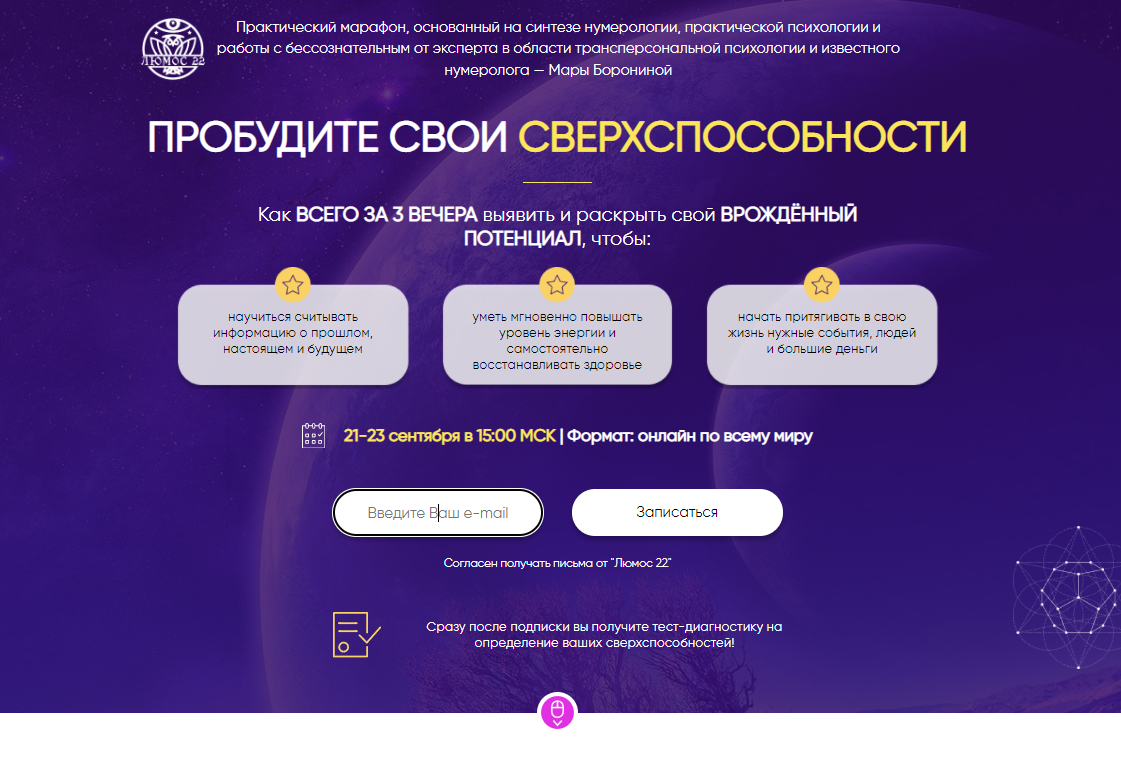 Практический марафон, основанный на синтезе нумерологии, практической психологии и
работы с бессознательным от эксперта в области трансперсональной психологии и известного
нумеролога — Мары Борониной
ЛЮМОС 22
ПРОБУДИТЕ СВОИ СВЕРХСПОСОБНОСТИ
Как ВСЕГО ЗА 3 ВЕЧЕРА выявить и раскрыть свой ВРОЖДЁННЫЙ
ПОТЕНЦИАЛ, чтобы:
научиться считывать
информацию о прошлом,
настоящем и будущем
уметь мгновенно повышать
уровень энергии и
самостоятельно
восстанавливать здоровье
начать притягивать в свою
жизнь нужные события, людей
и большие деньги
21-23 сентября в 15:00 МСК | Формат: онлайн по всему миру
Введите Ваш e-mail
Записаться
Согласен получать письма от "Люмос 22"
Сразу после подписки вы получите тест-диагностику на
определение ваших сверхспособностей!